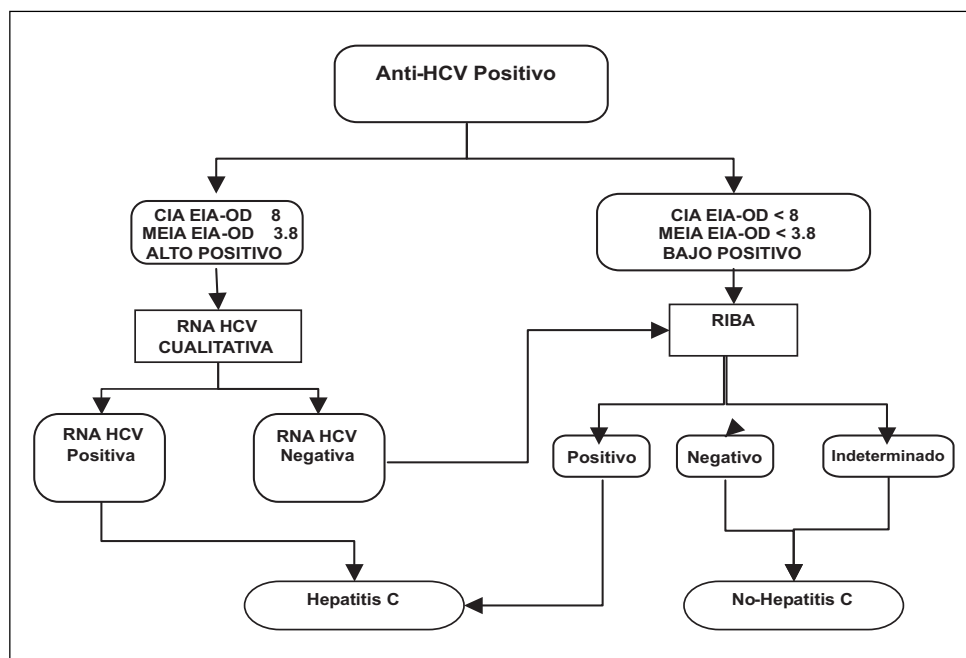 Anti-HCV Positivo
CIA EIA-OD 8
MEIA EIA-OD 3.8
ALTO POSITIVO
CIA EIA-OD < 8
MEIA EIA-OD < 3.8
BAJO POSITIVO
RNA HCV
CUALITATIVA
RIBA
RNA HCV
Positiva
RNA HCV
Negativa
Positivo
Negativo
Indeterminado
Hepatitis C
No-Hepatitis C